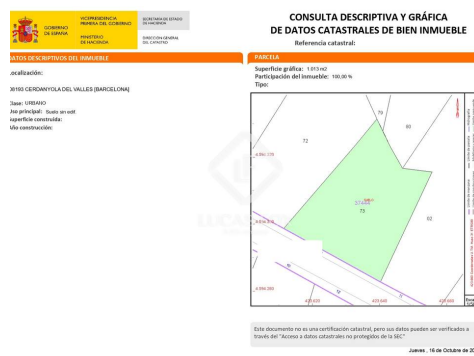 GOBIERNO
DE ESPAÑA
VICEPRESIDENCIA
PRIMERA DEL GOBIERNO
MINISTERIO
DE HACIENDA
SECRETARÍA DE ESTADO
DE HACIENDA
DIRECCIÓN GENERAL
DEL CATASTRO
CONSULTA DESCRIPTIVA Y GRÁFICA
DE DATOS CATASTRALES DE BIEN INMUEBLE
Referencia catastral:
DATOS DESCRIPTIVOS DEL INMUEBLE
ocalización:
08193 CERDANYOLA DEL VALLES [BARCELONA]
Clase: URBANO
Uso principal: Suelo sin edif.
Superficie construida:
Año construcción:
PARCELA
Superficie gráfica: 1.013 m2
Participación del inmueble: 100,00 %
Tipo:
79
80
72
73
02
Este documento no es una certificación catastral, pero sus datos pueden ser verificados a
través del "Acceso a datos catastrales no protegidos de la SEC"
Jueves , 16 de Octubre de 20